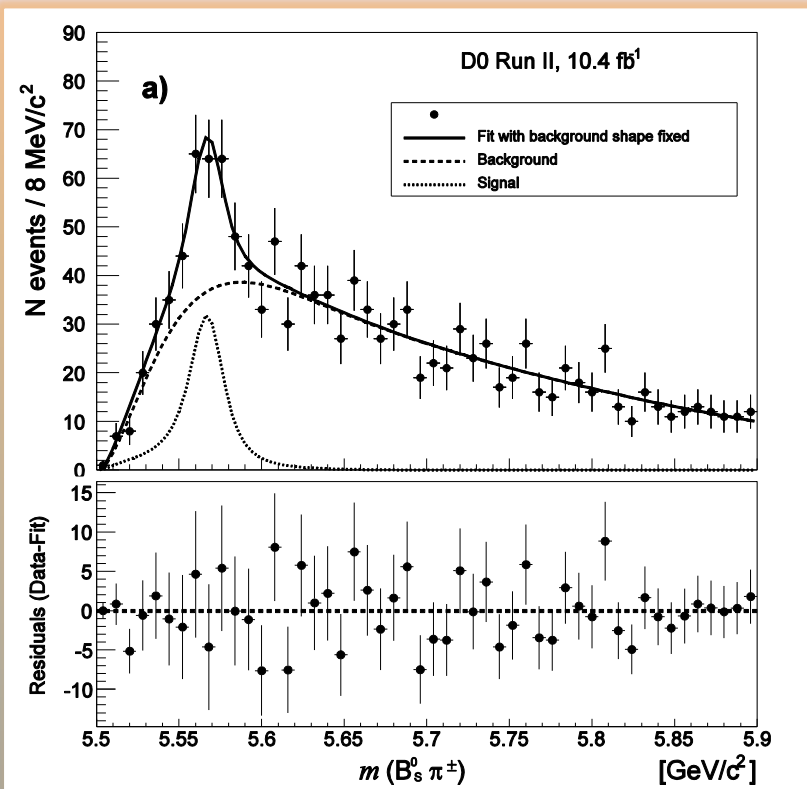 90
80
70
60
50
40
30
20
10
0
N events / 8 MeV/c²
a)
D0 Run II, 10.4 fb⁻¹
Fit with background shape fixed
Background
Signal
15
10
5
0
-5
-10
Residuals (Data-Fit)
5.5 5.55 5.6 5.65 5.7 5.75 5.8 5.85 5.9
m (B⁰ₛ π±) [GeV/c²]